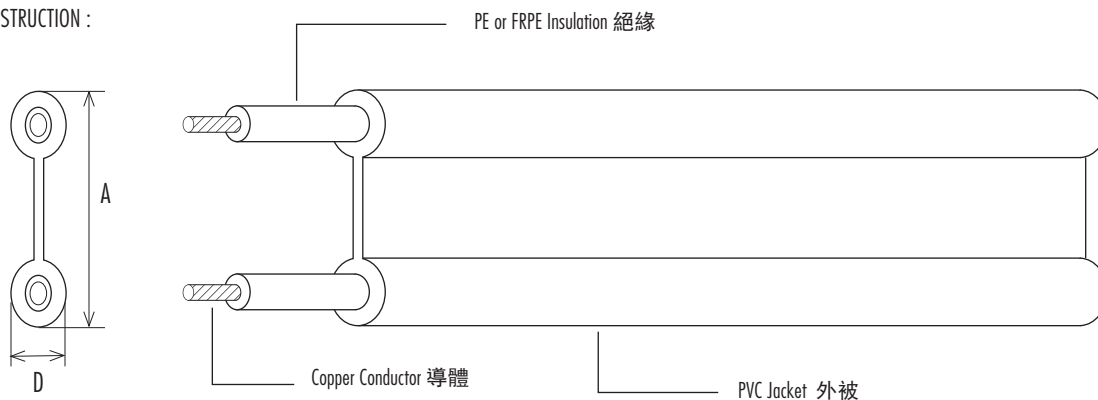 STRUCTION :
PE or FRPE Insulation 絕緣
A
D
Copper Conductor 導體
PVC Jacket 外被